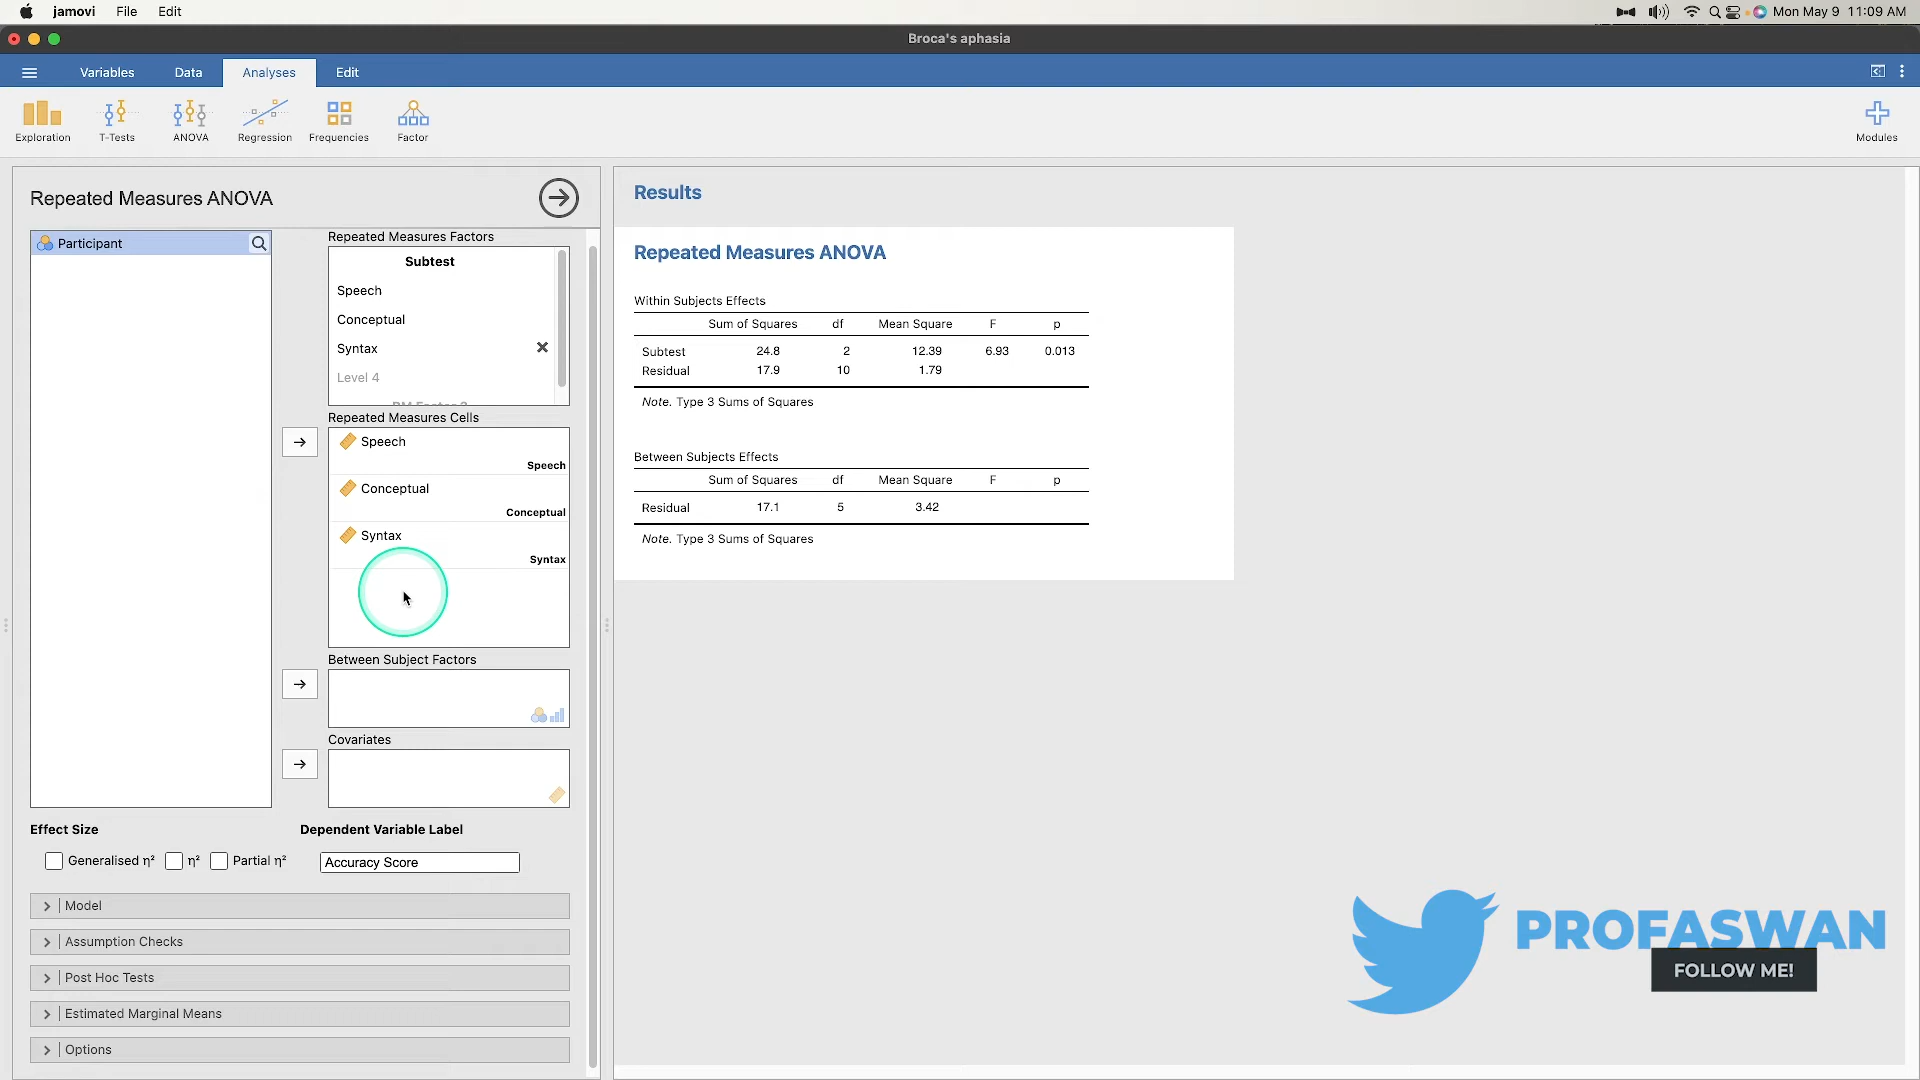 jamovi File Edit Mon May 9 11:09 AM
Broca's aphasia
Variables Data Analyses Edit
Exploration T-Tests ANOVA Regression Frequencies Factor Modules
Repeated Measures ANOVA
Participant
Repeated Measures Factors
Subtest
Speech
Conceptual
Syntax
Level 4
Repeated Measures Cells
Speech
Speech
Conceptual
Conceptual
Syntax
Syntax
Between Subject Factors
Covariates
Effect Size Dependent Variable Label
Generalised η² η² Partial η² Accuracy Score
Model
Assumption Checks
Post Hoc Tests
Estimated Marginal Means
Options
Results
Repeated Measures ANOVA
Within Subjects Effects
Sum of Squares df Mean Square F p
Subtest 24.8 2 12.39 6.93 0.013
Residual 17.9 10 1.79
Note. Type 3 Sums of Squares
Between Subjects Effects
Sum of Squares df Mean Square F p
Residual 17.1 5 3.42
Note. Type 3 Sums of Squares
PROFASWAN
FOLLOW ME!